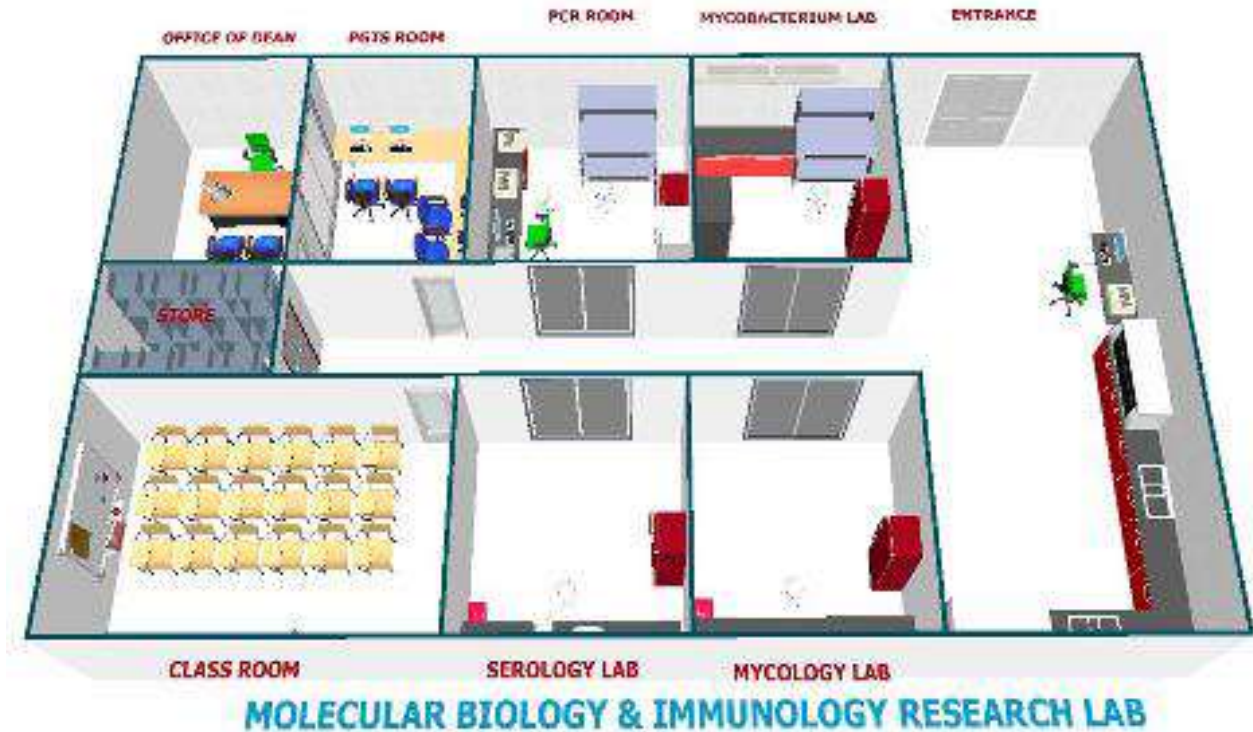 PCR ROOM
MYCOBACTERIUM LAB
ENTRANCE
OFFICE OF DEAN
PGTS ROOM
STORE
CLASS ROOM
SEROLOGY LAB
MYCOLOGY LAB
MOLECULAR BIOLOGY & IMMUNOLOGY RESEARCH LAB